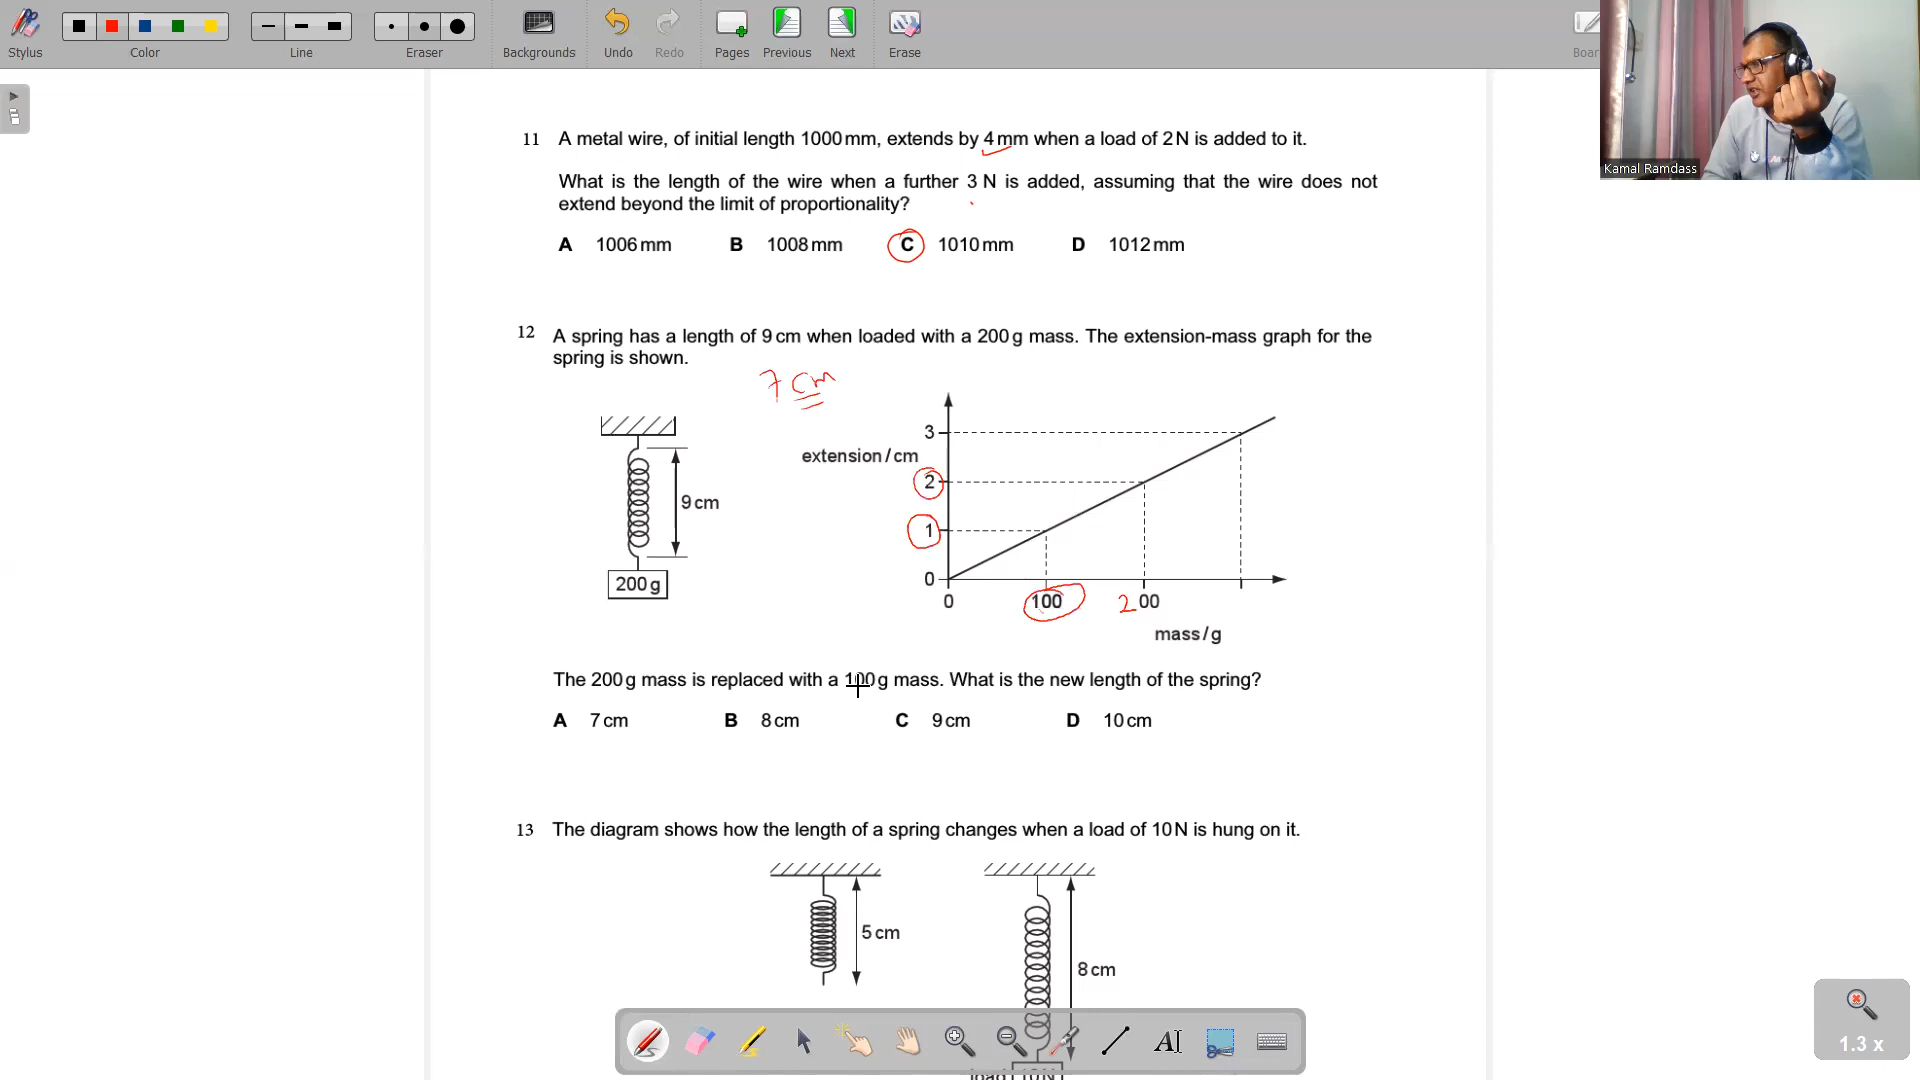 Stylus
Color
Line
Eraser
Backgrounds
Undo
Redo
Pages
Previous
Next
Erase
Boar
Kamal Ramdass
11 A metal wire, of initial length 1000 mm, extends by 4 mm when a load of 2 N is added to it.
What is the length of the wire when a further 3 N is added, assuming that the wire does not
extend beyond the limit of proportionality?
A 1006 mm B 1008 mm C 1010 mm D 1012 mm
12 A spring has a length of 9 cm when loaded with a 200 g mass. The extension-mass graph for the
spring is shown.
7 cm
3
extension / cm
2
9 cm
1
0
200 g
0 100 200
mass / g
The 200 g mass is replaced with a 100 g mass. What is the new length of the spring?
A 7 cm B 8 cm C 9 cm D 10 cm
13 The diagram shows how the length of a spring changes when a load of 10 N is hung on it.
5 cm
8 cm
load 10 N
1.3 x